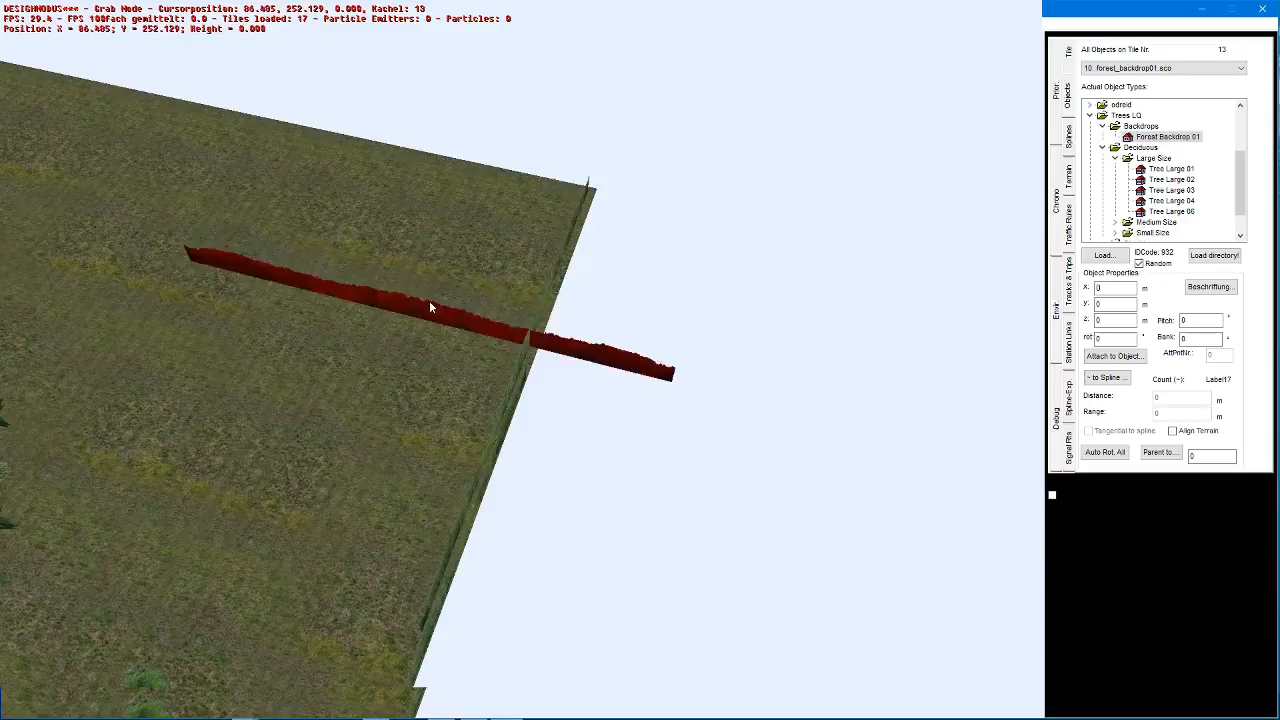 DESIGNMODUS*** - Grab Mode - Cursorposition: 86.485, 252.129, 0.000, Kachel: 13
FPS: 29.4 - FPS 100fach gemittelt: 0.0 - Tiles loaded: 17 - Particle Emitters: 0 - Particles: 0
Position: X = 86.485; Y = 252.129; Height = 0.000
Tile
Objects
Splines
Terrain
Traffic Rules
Tracks & Trips
Station Links
Spline-Exp.
Signal Rts
Prior.
Chrono
Envir.
Debug
All Objects on Tile Nr. 13
10. forest_backdrop01.sco
Actual Object Types:
odreid
Trees LQ
Backdrops
Forest Backdrop 01
Deciduous
Large Size
Tree Large 01
Tree Large 02
Tree Large 03
Tree Large 04
Tree Large 06
Medium Size
Small Size
Load...
IDCode: 932
Random
Load directory!
Object Properties
x: 0 m
Beschriftung...
y: 0 m
z: 0 m Pitch: 0 °
rot 0 ° Bank: 0 °
Attach to Object... AttPntNr.: 0
~ to Spline ... Count (~): Label17
Distance: 0 m
Range: 0 m
Tangential to spline Align Terrain
Auto Rot. All Parent to... 0